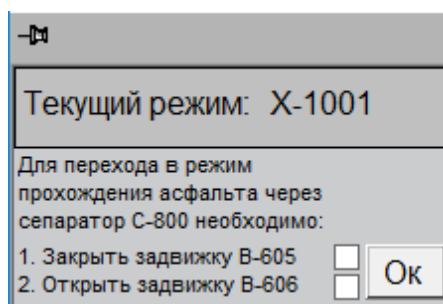 Текущий режим: X-1001
Для перехода в режим
прохождения асфальта через
сепаратор С-800 необходимо:
1. Закрыть задвижку В-605
2. Открыть задвижку В-606
Ок